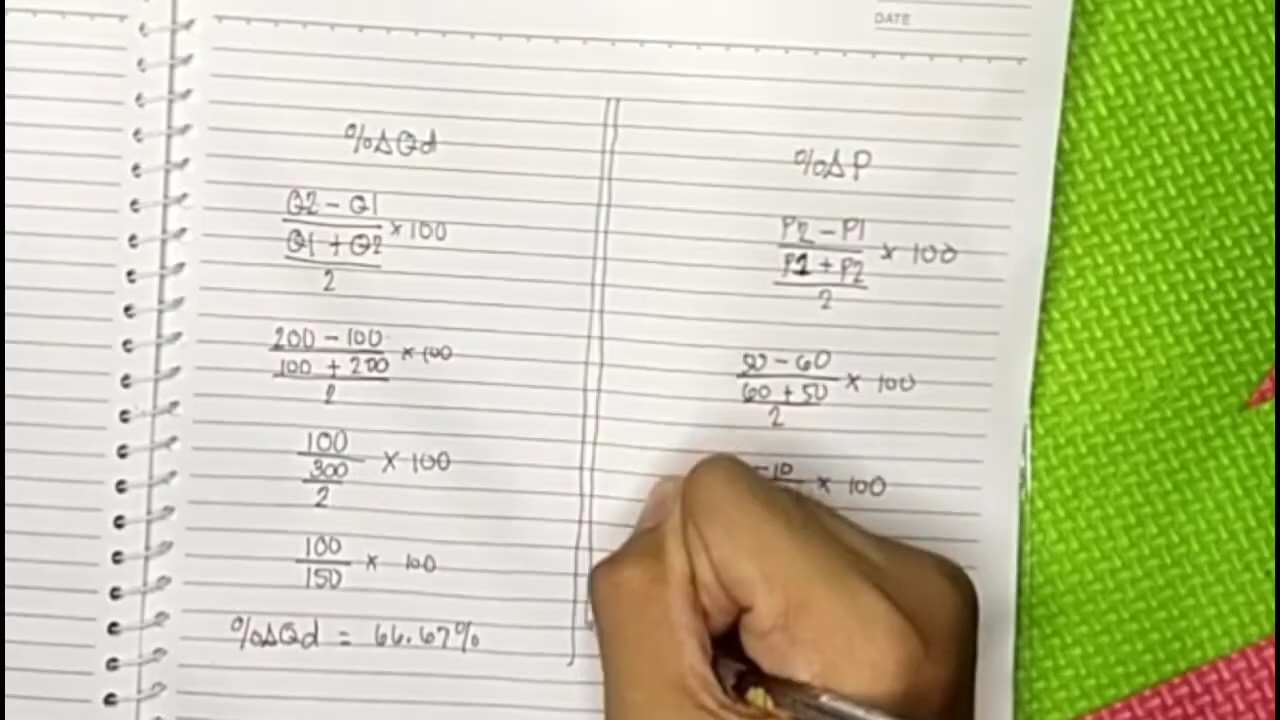 DATE
%ΔQd
Q2 - Q1
Q1 + Q2 × 100
2
200 - 100
100 + 200 × 100
2
100
300 × 100
2
100
150 × 100
%ΔQd = 66.67%
%ΔP
P2 - P1
P1 + P2 × 100
2
50 - 60
60 + 50 × 100
2
-10
× 100